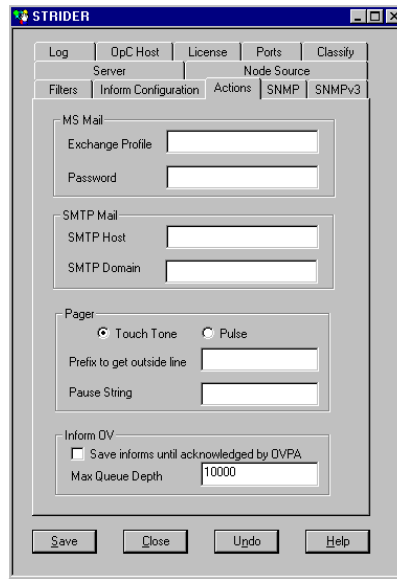 STRIDER
Log OpC Host License Ports Classify
Server Node Source
Filters Inform Configuration Actions SNMP SNMPv3
MS Mail
Exchange Profile
Password
SMTP Mail
SMTP Host
SMTP Domain
Pager
Touch Tone Pulse
Prefix to get outside line
Pause String
Inform OV
Save informs until acknowledged by OVPA
Max Queue Depth 10000
Save Close Undo Help